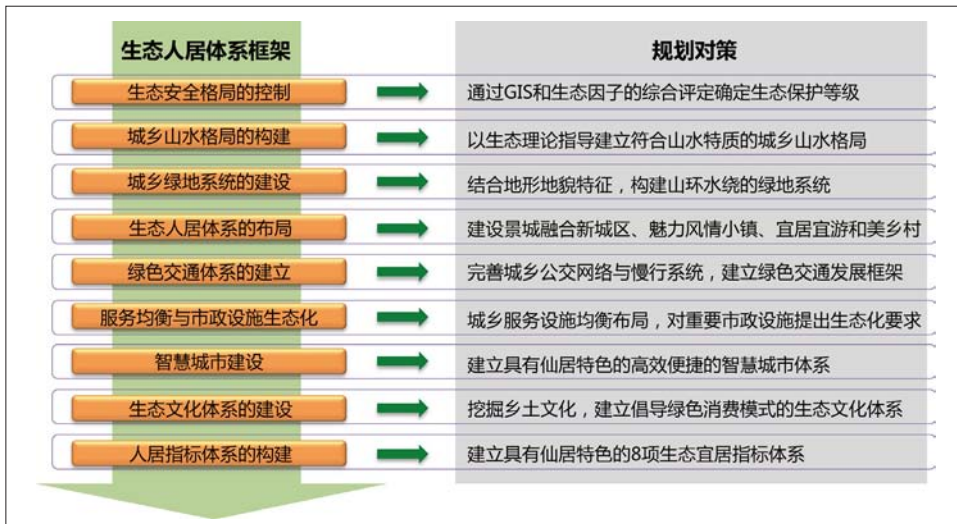 生态人居体系框架 规划对策
生态安全格局的控制 通过GIS和生态因子的综合评定确定生态保护等级
城乡山水格局的构建 以生态理论指导建立符合山水特质的城乡山水格局
城乡绿地系统的建设 结合地形地貌特征，构建山环水绕的绿地系统
生态人居体系的布局 建设景城融合新城区、魅力风情小镇、宜居宜游和美乡村
绿色交通体系的建立 完善城乡公交网络与慢行系统，建立绿色交通发展框架
服务均衡与市政设施生态化 城乡服务设施均衡布局，对重要市政设施提出生态化要求
智慧城市建设 建立具有仙居特色的高效便捷的智慧城市体系
生态文化体系的建设 挖掘乡土文化，建立倡导绿色消费模式的生态文化体系
人居指标体系的构建 建立具有仙居特色的8项生态宜居指标体系